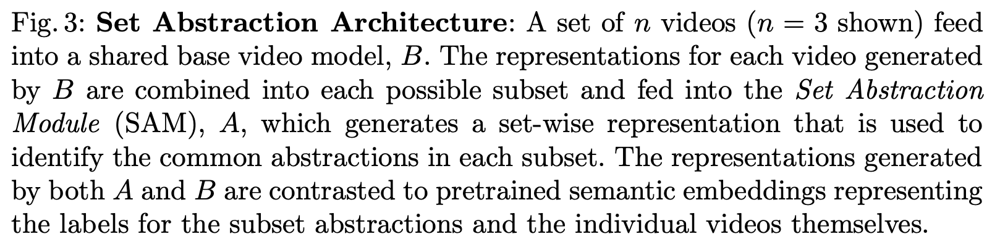 Fig. 3: Set Abstraction Architecture: A set of n videos (n = 3 shown) feed
into a shared base video model, B. The representations for each video generated
by B are combined into each possible subset and fed into the Set Abstraction
Module (SAM), A, which generates a set-wise representation that is used to
identify the common abstractions in each subset. The representations generated
by both A and B are contrasted to pretrained semantic embeddings representing
the labels for the subset abstractions and the individual videos themselves.